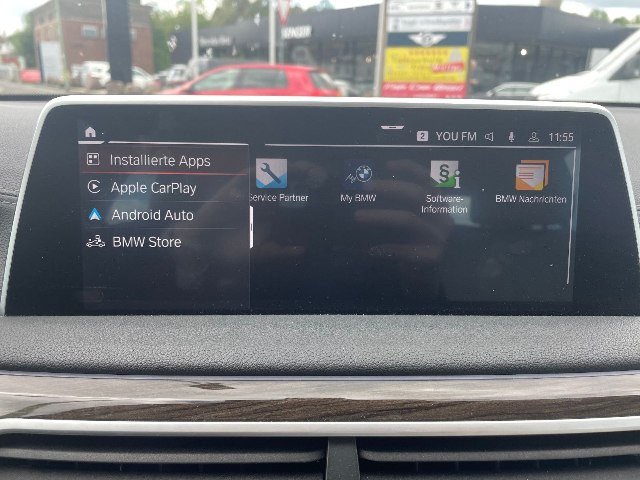 2 YOU FM 11:55
Installierte Apps
Apple CarPlay
Android Auto
BMW Store
Service Partner
My BMW
Software-
Information
BMW Nachrichten